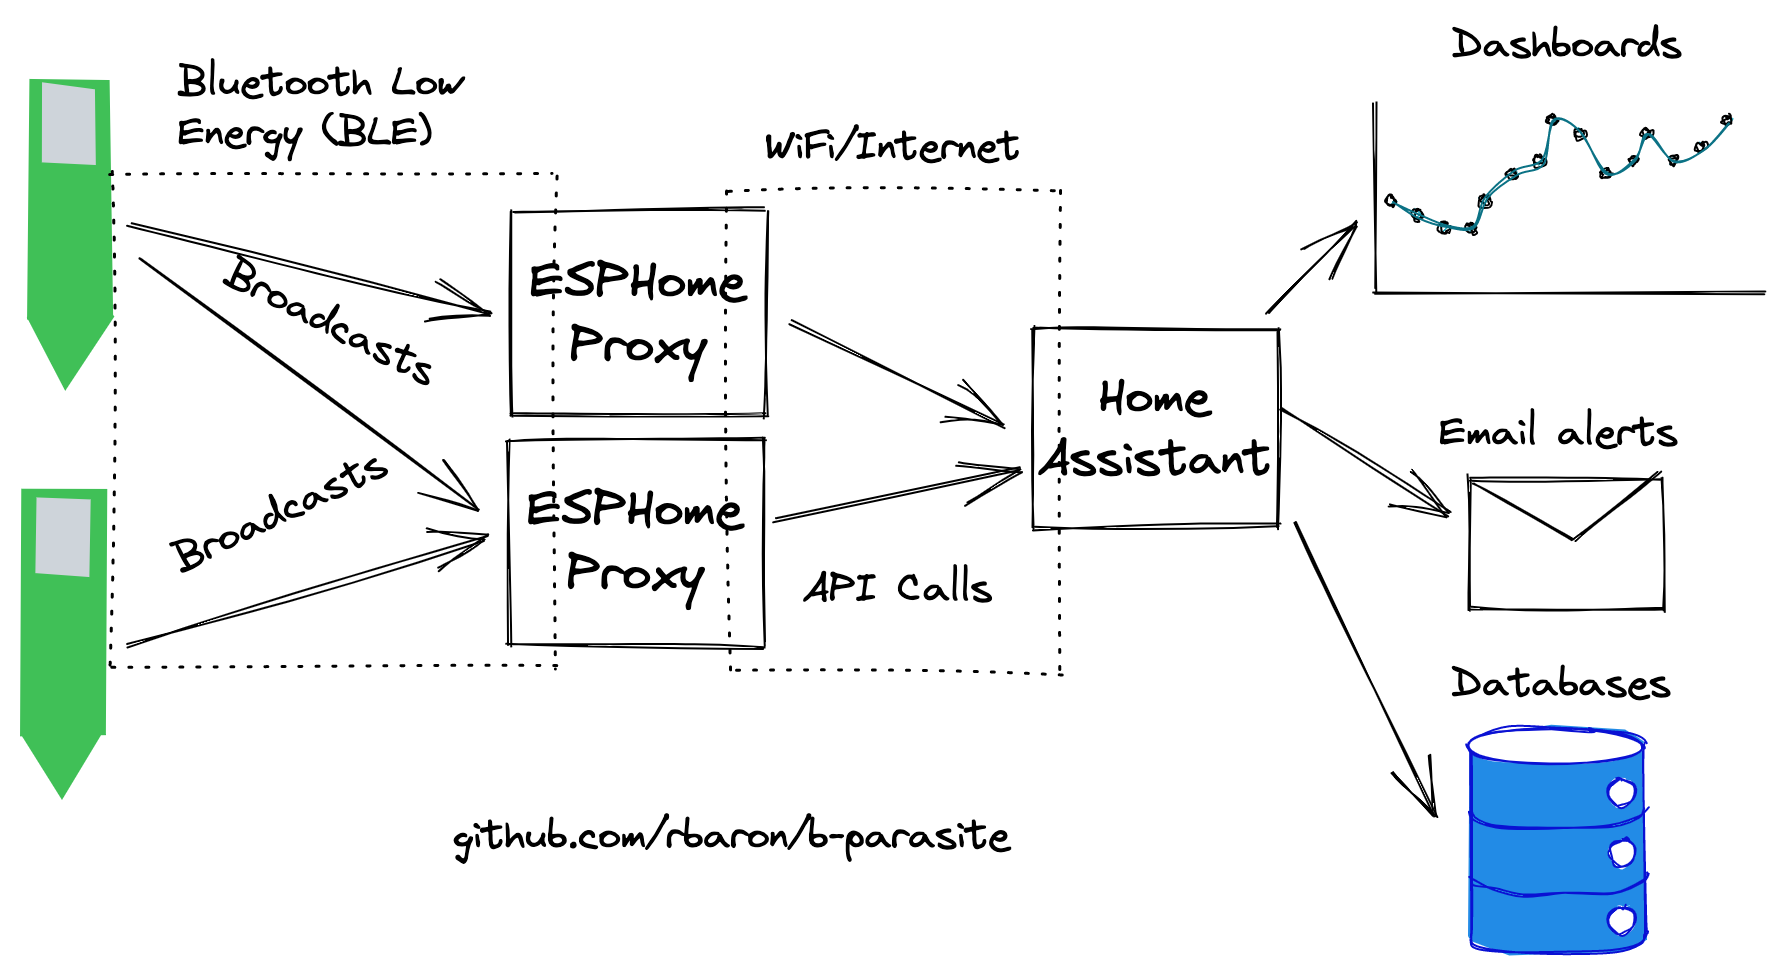 Bluetooth Low
Energy (BLE)
Broadcasts
Broadcasts
ESPHome
Proxy
ESPHome
Proxy
WiFi/Internet
API Calls
Home
Assistant
Dashboards
Email alerts
Databases
github.com/rbaron/b-parasite